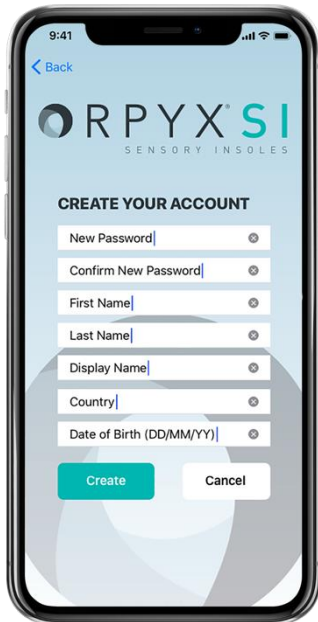 9:41
Back
ORPYX® SI
SENSORY INSOLES
CREATE YOUR ACCOUNT
New Password
Confirm New Password
First Name
Last Name
Display Name
Country
Date of Birth (DD/MM/YY)
Create Cancel